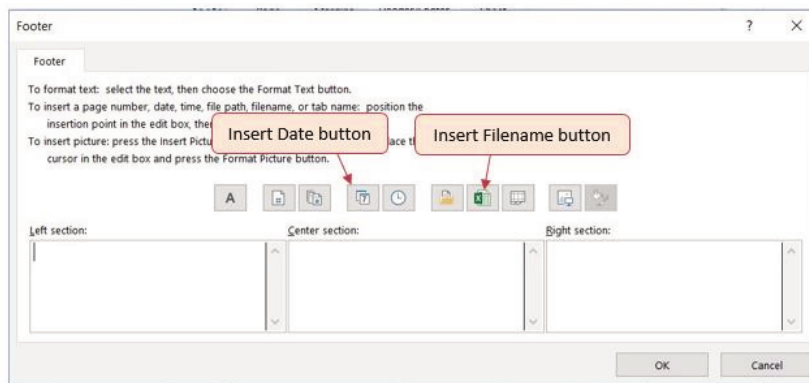 Footer
? X
Footer
To format text: select the text, then choose the Format Text button.
To insert a page number, date, time, file path, filename, or tab name: position the
insertion point in the edit box, the
To insert picture: press the Insert Pictu
cursor in the edit box and press the Format Picture button.
Insert Date button
Insert Filename button
A
Left section:
Center section:
Right section:
OK
Cancel